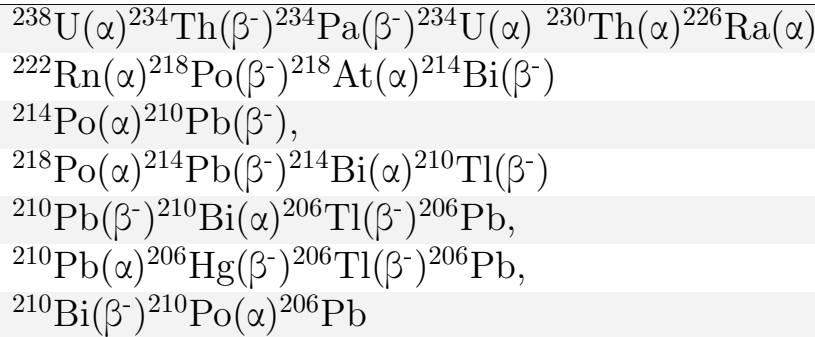 ²³⁸U(α)²³⁴Th(β⁻)²³⁴Pa(β⁻)²³⁴U(α) ²³⁰Th(α)²²⁶Ra(α)
²²²Rn(α)²¹⁸Po(β⁻)²¹⁸At(α)²¹⁴Bi(β⁻)
²¹⁴Po(α)²¹⁰Pb(β⁻),
²¹⁸Po(α)²¹⁴Pb(β⁻)²¹⁴Bi(α)²¹⁰Tl(β⁻)
²¹⁰Pb(β⁻)²¹⁰Bi(α)²⁰⁶Tl(β⁻)²⁰⁶Pb,
²¹⁰Pb(α)²⁰⁶Hg(β⁻)²⁰⁶Tl(β⁻)²⁰⁶Pb,
²¹⁰Bi(β⁻)²¹⁰Po(α)²⁰⁶Pb